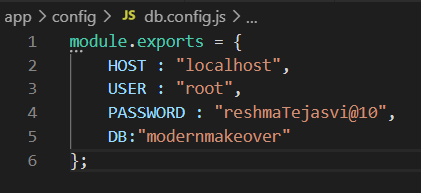 app > config > JS db.config.js > ...
1 module.exports = {
2 HOST : "localhost",
3 USER : "root",
4 PASSWORD : "reshmaTejasvi@10",
5 DB:"modernmakeover"
6 };